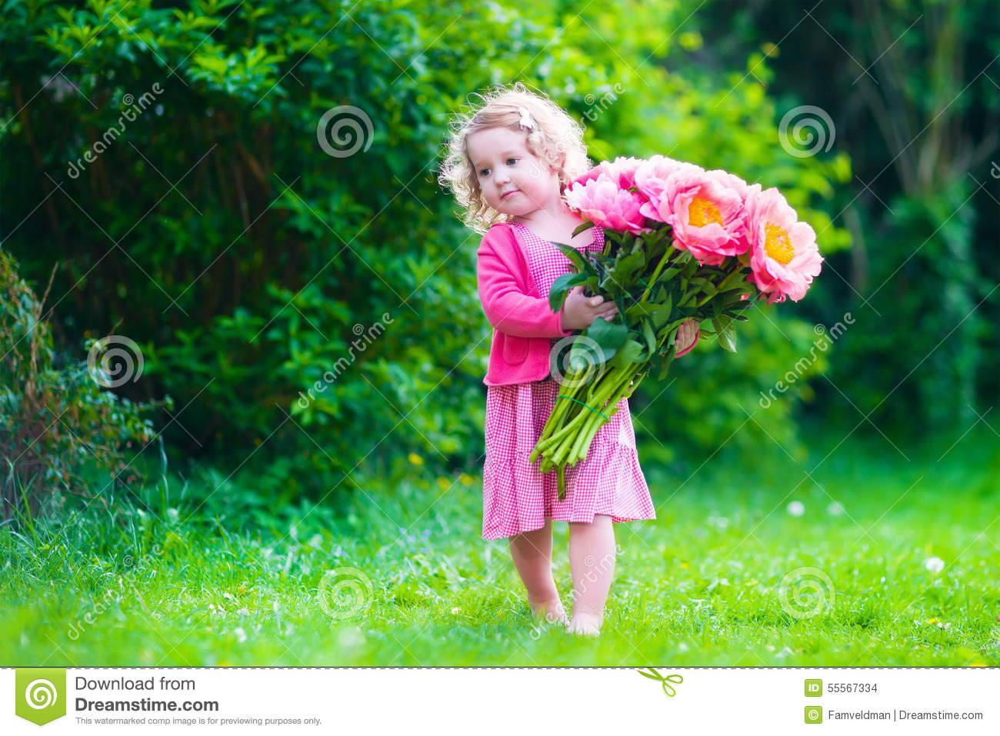 Download from
Dreamstime.com
This watermarked comp image is for previewing purposes only.
ID 55567334
© Famveldman | Dreamstime.com
dreamstime
dreamstime
dreamstime
dreamstime
dreamstime
dreamstime
dreamstime